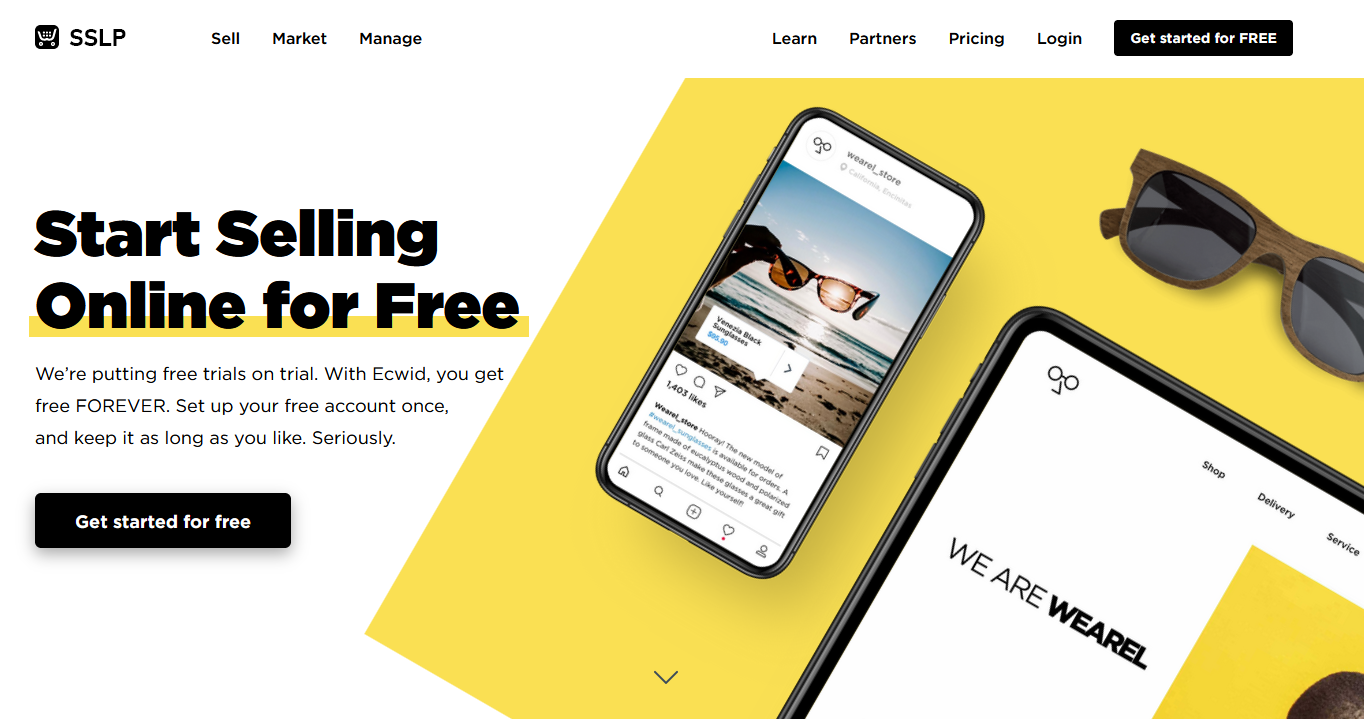 SSLP
Sell
Market
Manage
Learn
Partners
Pricing
Login
Get started for FREE
Start Selling
Online for Free
We’re putting free trials on trial. With Ecwid, you get
free FOREVER. Set up your free account once,
and keep it as long as you like. Seriously.
Get started for free
wearel_store
California, Encinitas
Venezia Black
Sunglasses
$95.90
1,403 likes
Wearel_store Hooray! The new model of
#wearel_sunglasses is available for orders. A
frame made of eucalyptus wood and polarized
glass Carl Zeiss make these glasses a great gift
to someone you love. Like yourself!
Shop
Delivery
Service
WE ARE WEAREL